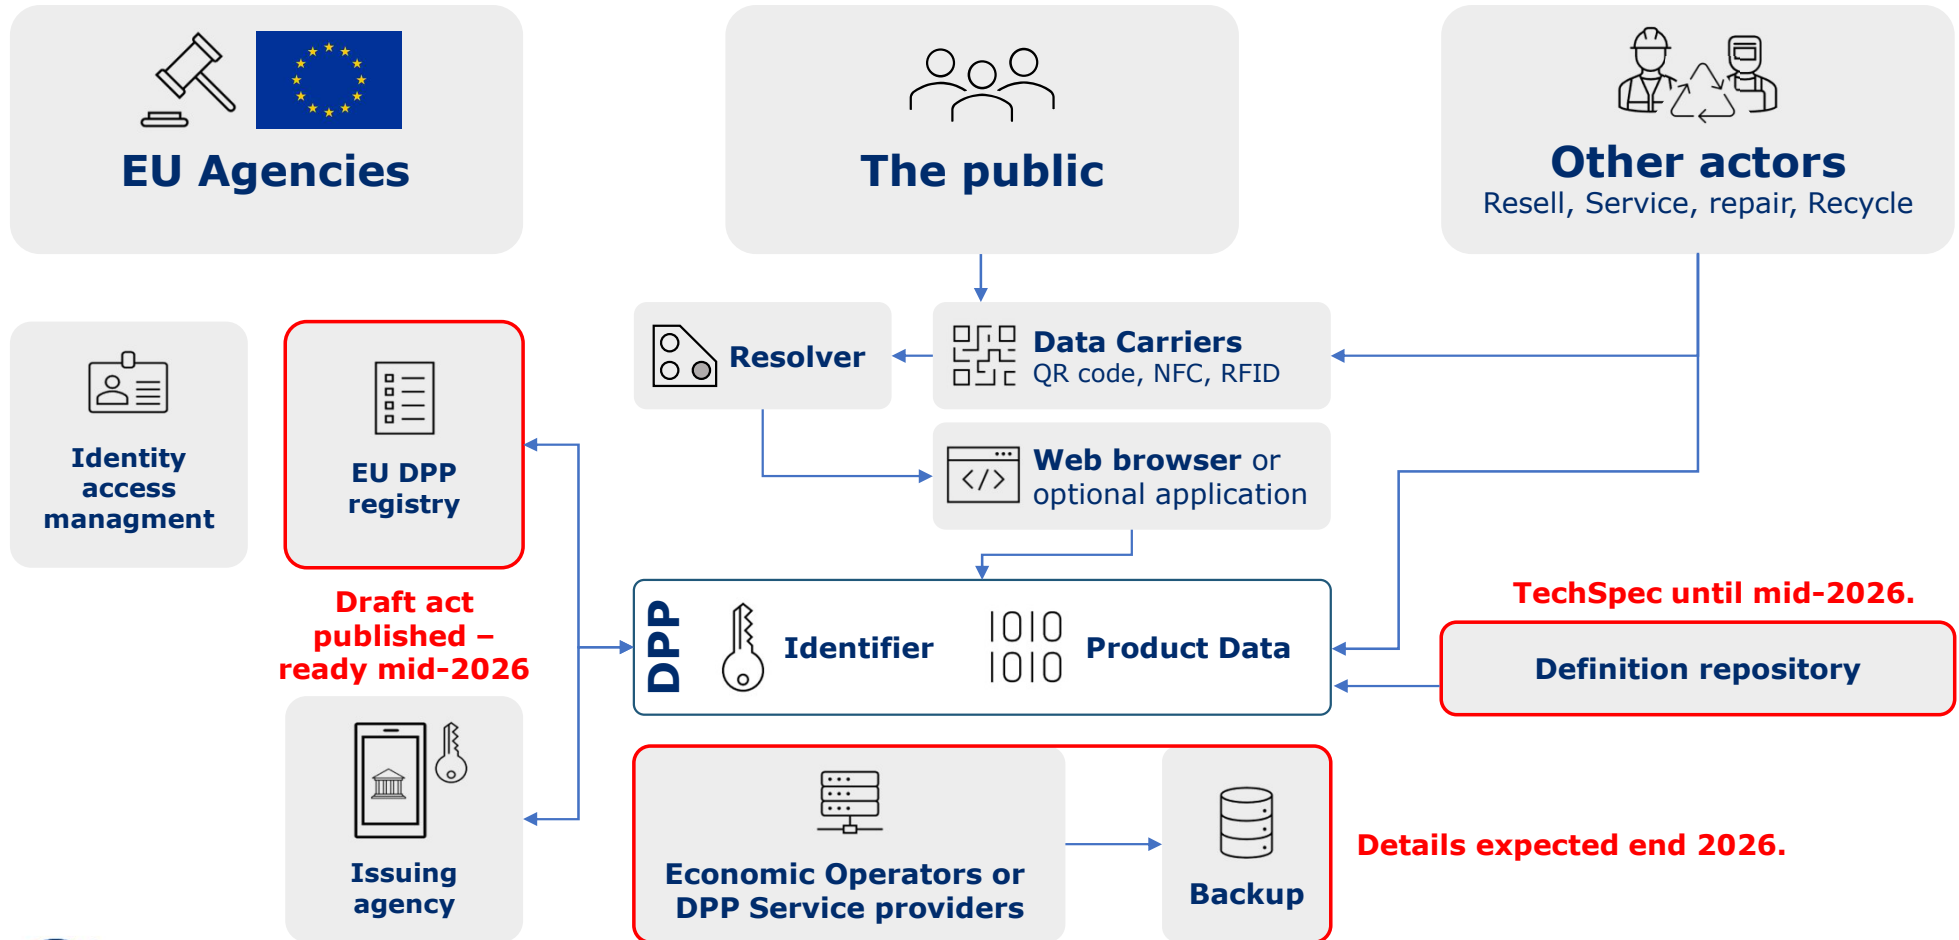 EU Agencies
The public
Other actors
Resell, Service, repair, Recycle
Identity
access
managment
EU DPP
registry
Draft act
published –
ready mid-2026
Issuing
agency
Resolver
Data Carriers
QR code, NFC, RFID
Web browser or
optional application
DPP
Identifier
1010
1010
Product Data
TechSpec until mid-2026.
Definition repository
Economic Operators or
DPP Service providers
Backup
Details expected end 2026.